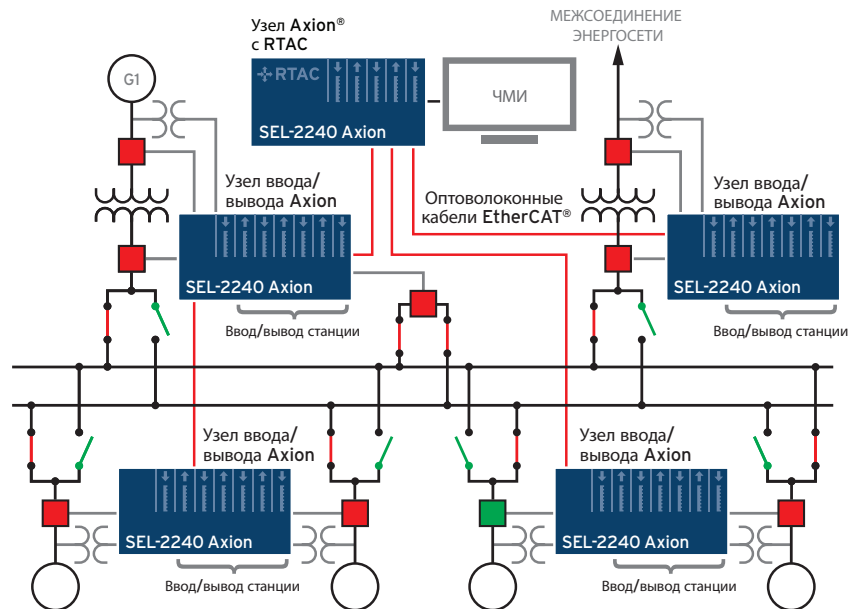 Узел Axion®
с RTAC
МЕЖСОЕДИНЕНИЕ
ЭНЕРГОСЕТИ
G1
RTAC
ЧМИ
SEL-2240 Axion
Узел ввода/
вывода Axion
Оптоволоконные
кабели EtherCAT®
Узел ввода/
вывода Axion
SEL-2240 Axion
SEL-2240 Axion
Ввод/вывод станции
Ввод/вывод станции
Узел ввода/
вывода Axion
Узел ввода/
вывода Axion
SEL-2240 Axion
SEL-2240 Axion
Ввод/вывод станции
Ввод/вывод станции